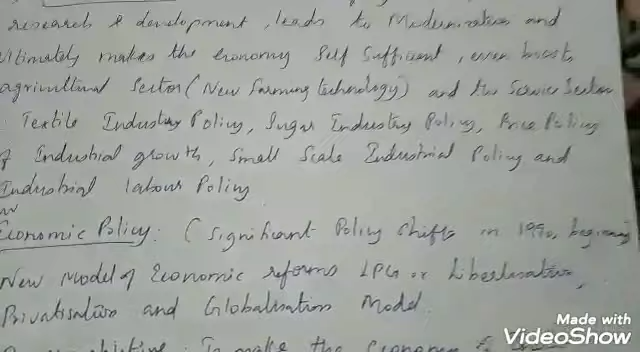 research & development, leads to Modernisation and
ultimately makes the economy Self Sufficient, even boosts
agricultural Sector (New farming technology) and the Service Sector
Textile Industry Policy, Sugar Industry Policy, Price Policy
of Industrial growth, Small Scale Industrial Policy and
Industrial labour Policy
Economic Policy: (Significant Policy Shifts in 1990, beginning
New Model of Economic reforms LPG or Liberlisation,
Privatisation and Globalisation Model.
To make the Economy
Made with
VideoShow